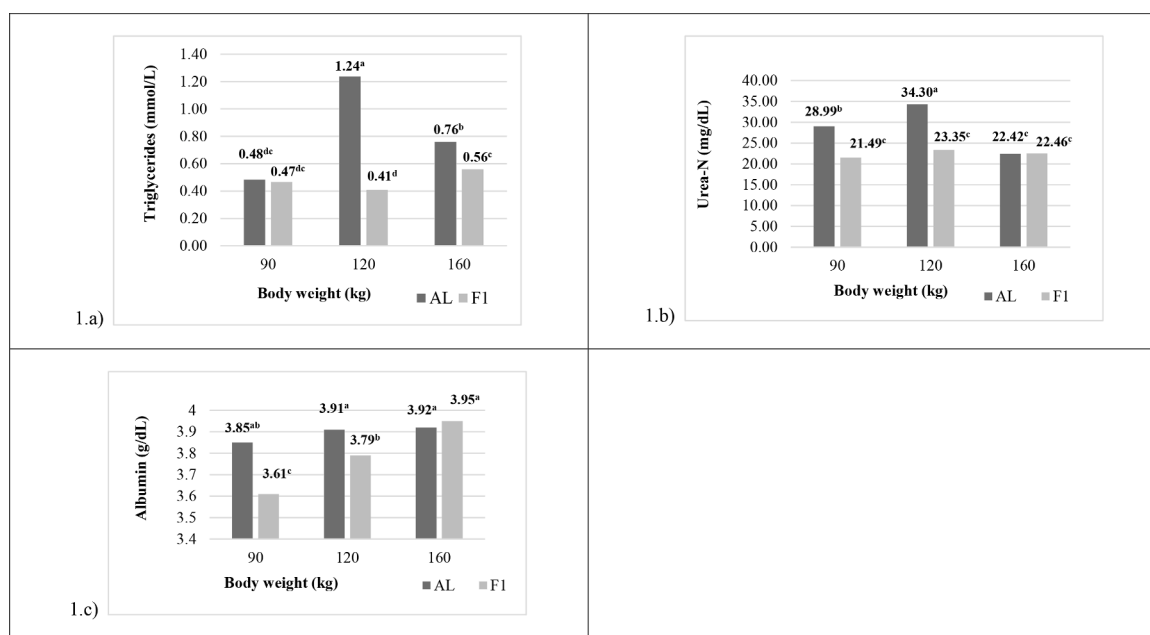 1.40
1.20
1.00
0.80
0.60
0.40
0.20
0.00
Triglycerides (mmol/L)
0.48ᵈᶜ
0.47ᵈᶜ
1.24ᵃ
0.41ᵈ
0.76ᵇ
0.56ᶜ
90 120 160
Body weight (kg)
AL F1
1.a)
40.00
35.00
30.00
25.00
20.00
15.00
10.00
5.00
0.00
Urea-N (mg/dL)
28.99ᵇ
21.49ᶜ
34.30ᵃ
23.35ᶜ
22.42ᶜ
22.46ᶜ
90 120 160
Body weight (kg)
AL F1
1.b)
4
3.9
3.8
3.7
3.6
3.5
3.4
Albumin (g/dL)
3.85ᵃᵇ
3.61ᶜ
3.91ᵃ
3.79ᵇ
3.92ᵃ
3.95ᵃ
90 120 160
Body weight (kg)
AL F1
1.c)